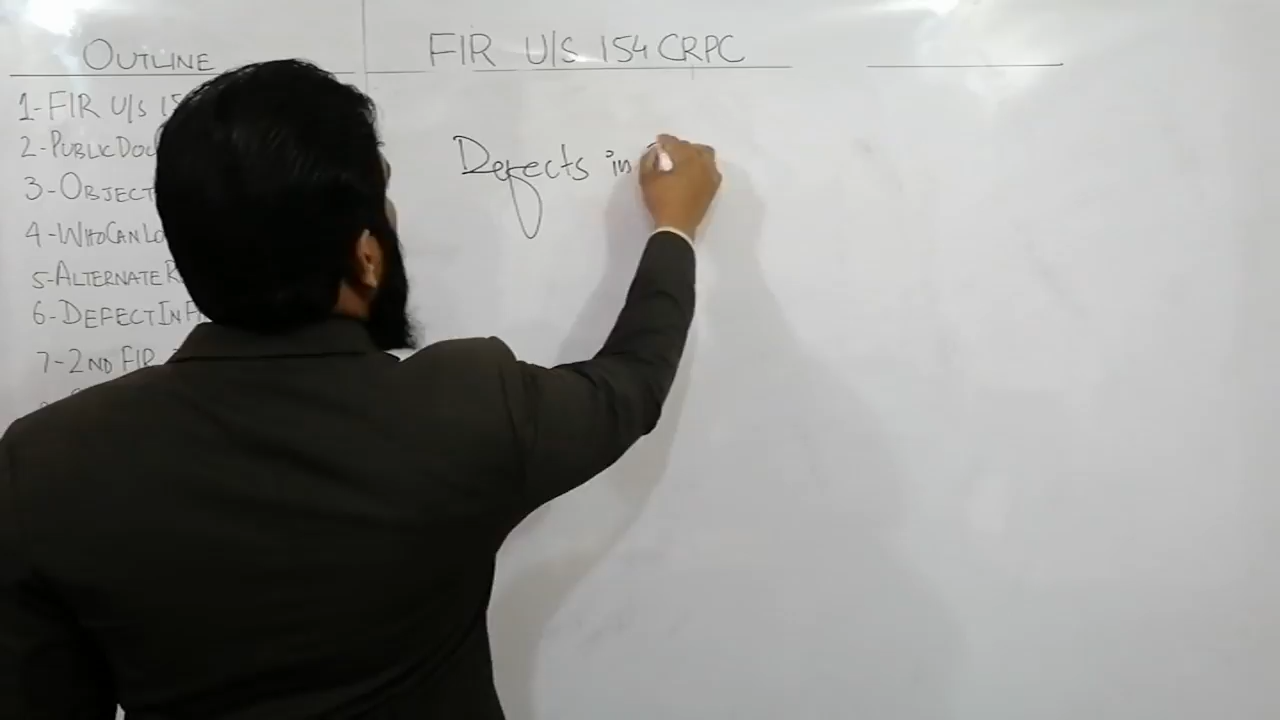 OUTLINE
1-FIR U/S 15
2-PUBLIC DOC
3-OBJECT
4-WHO CAN LO
5-ALTERNATE R
6-DEFECT IN F
7-2ND FIR
FIR U/S 154 CRPC
Defects in